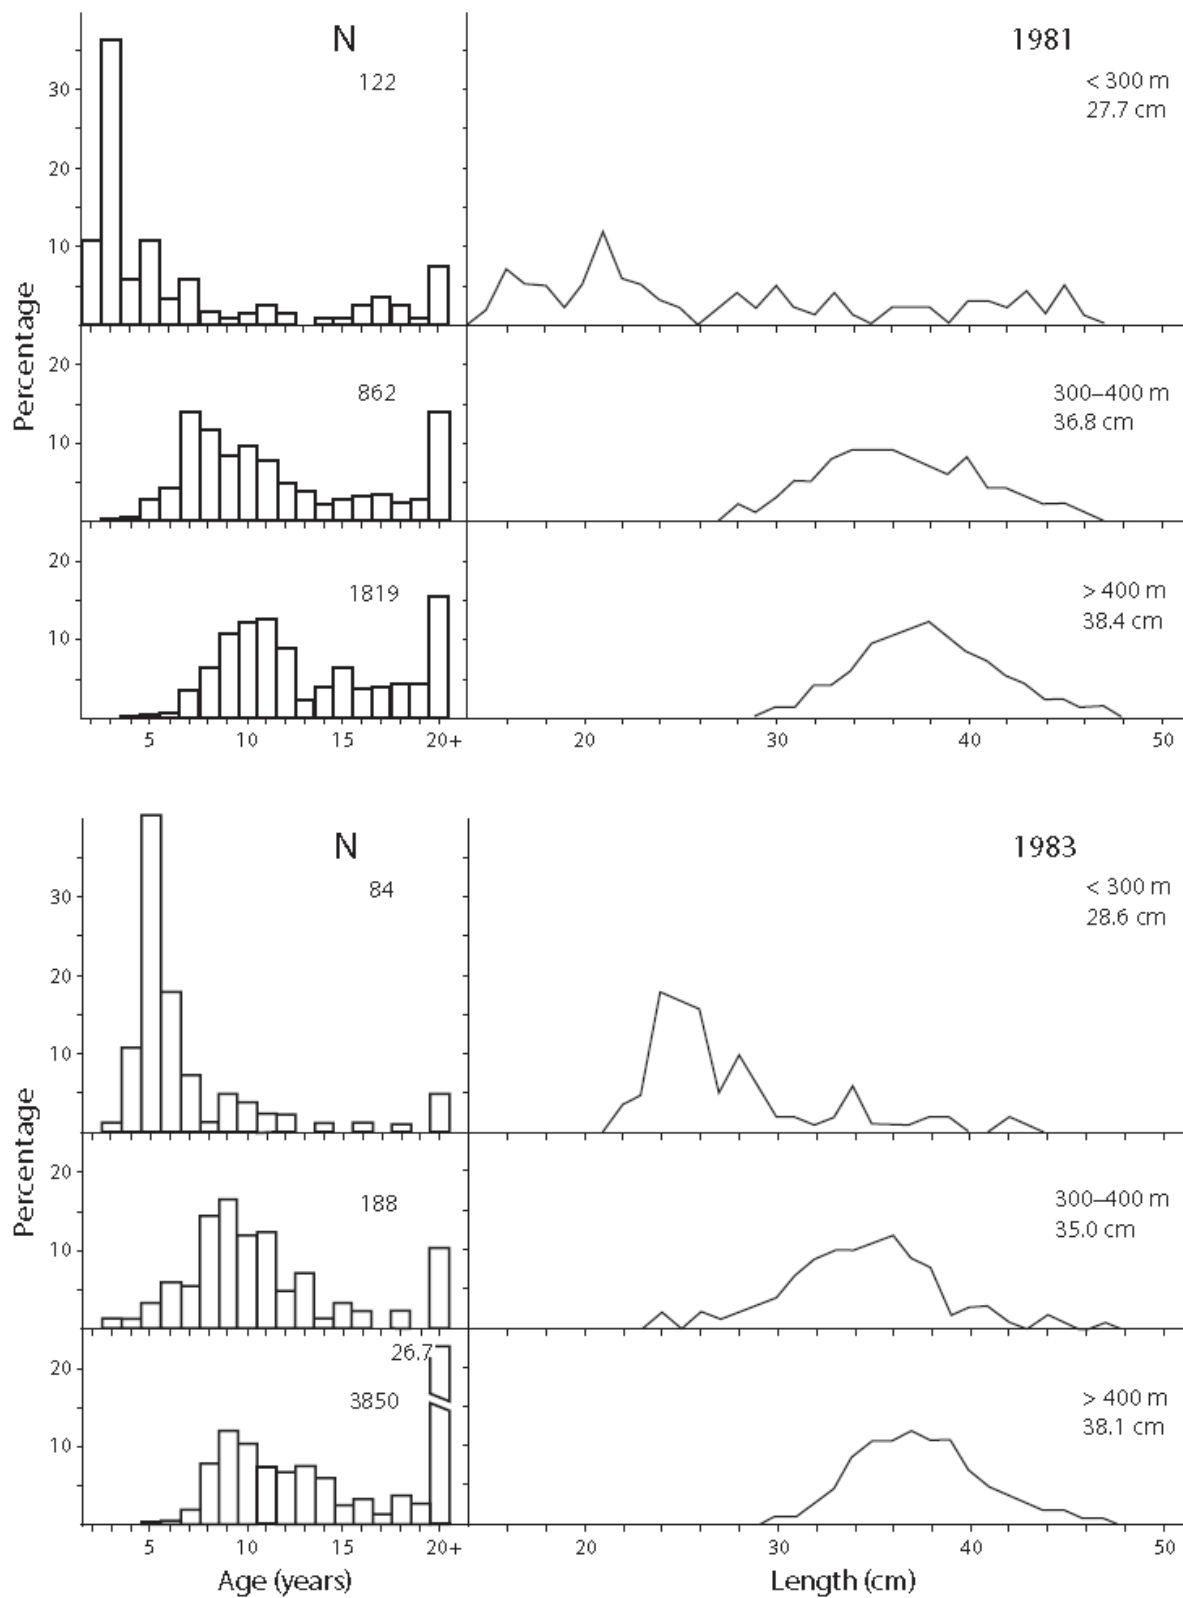 N
1981
30
122
< 300 m
27.7 cm
20
10
Percentage
20
862
300–400 m
36.8 cm
10
20
1819
> 400 m
38.4 cm
10
5 10 15 20+
20 30 40 50
N
1983
30
84
< 300 m
28.6 cm
20
10
Percentage
20
188
300–400 m
35.0 cm
10
26.7
20
3850
> 400 m
38.1 cm
10
5 10 15 20+
20 30 40 50
Age (years)
Length (cm)